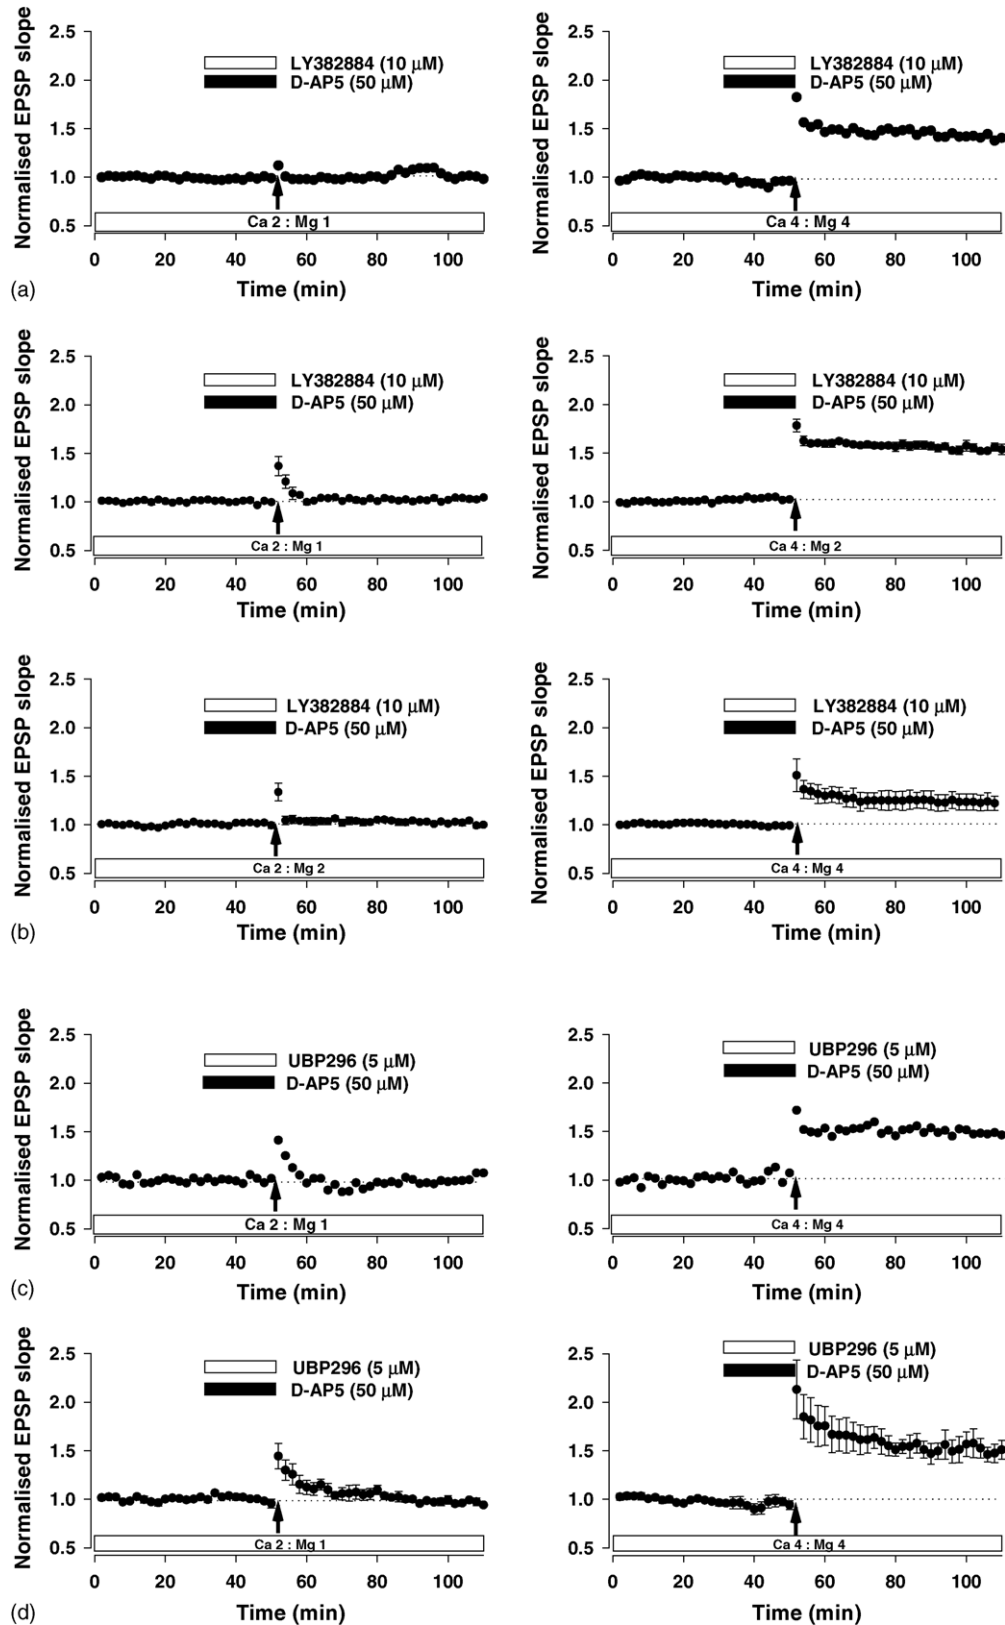 Normalised EPSP slope
2.5
2.0
1.5
1.0
0.5
LY382884 (10 μM)
D-AP5 (50 μM)
Ca 2 : Mg 1
0 20 40 60 80 100
Time (min)
Normalised EPSP slope
2.5
2.0
1.5
1.0
0.5
LY382884 (10 μM)
D-AP5 (50 μM)
Ca 4 : Mg 4
0 20 40 60 80 100
Time (min)
(a)
Normalised EPSP slope
2.5
2.0
1.5
1.0
0.5
LY382884 (10 μM)
D-AP5 (50 μM)
Ca 2 : Mg 1
0 20 40 60 80 100
Time (min)
Normalised EPSP slope
2.5
2.0
1.5
1.0
0.5
LY382884 (10 μM)
D-AP5 (50 μM)
Ca 4 : Mg 2
0 20 40 60 80 100
Time (min)
Normalised EPSP slope
2.5
2.0
1.5
1.0
0.5
LY382884 (10 μM)
D-AP5 (50 μM)
Ca 2 : Mg 2
0 20 40 60 80 100
Time (min)
Normalised EPSP slope
2.5
2.0
1.5
1.0
0.5
LY382884 (10 μM)
D-AP5 (50 μM)
Ca 4 : Mg 4
0 20 40 60 80 100
Time (min)
(b)
Normalised EPSP slope
2.5
2.0
1.5
1.0
0.5
UBP296 (5 μM)
D-AP5 (50 μM)
Ca 2 : Mg 1
0 20 40 60 80 100
Time (min)
Normalised EPSP slope
2.5
2.0
1.5
1.0
0.5
UBP296 (5 μM)
D-AP5 (50 μM)
Ca 4 : Mg 4
0 20 40 60 80 100
Time (min)
(c)
Normalised EPSP slope
2.5
2.0
1.5
1.0
0.5
UBP296 (5 μM)
D-AP5 (50 μM)
Ca 2 : Mg 1
0 20 40 60 80 100
Time (min)
Normalised EPSP slope
2.5
2.0
1.5
1.0
0.5
UBP296 (5 μM)
D-AP5 (50 μM)
Ca 4 : Mg 4
0 20 40 60 80 100
Time (min)
(d)